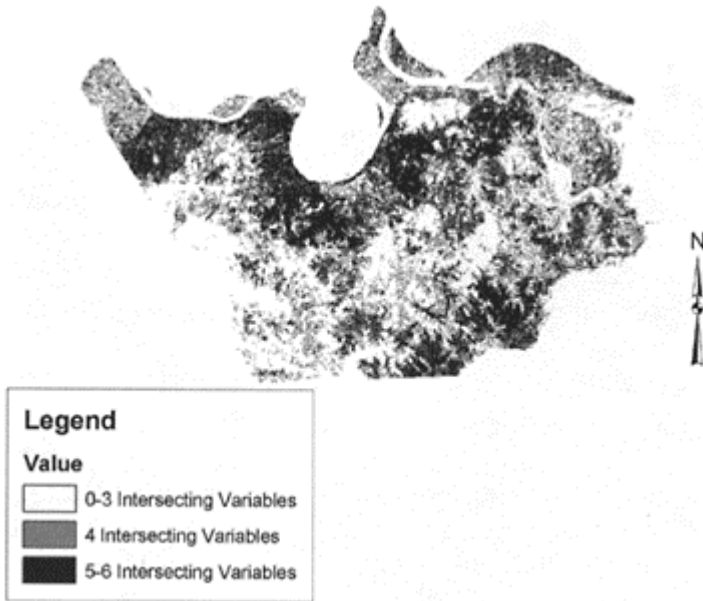 N
Legend
Value
0-3 Intersecting Variables
4 Intersecting Variables
5-6 Intersecting Variables